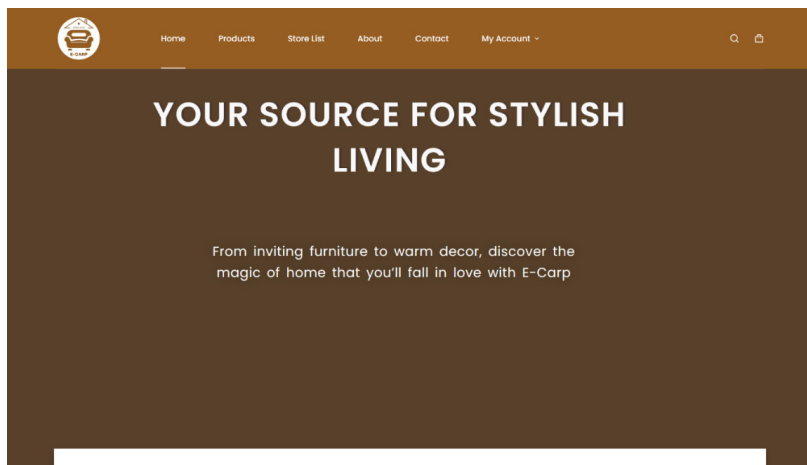 E-CARP
Home Products Store List About Contact My Account
YOUR SOURCE FOR STYLISH
LIVING
From inviting furniture to warm decor, discover the
magic of home that you'll fall in love with E-Carp